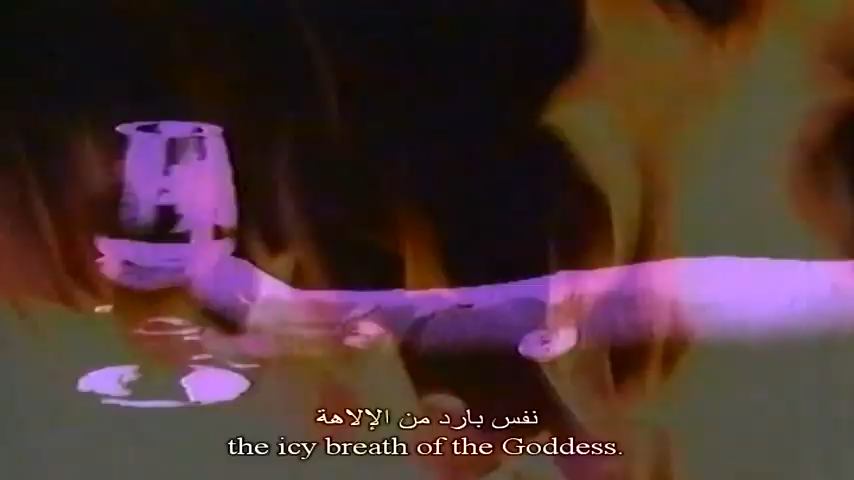 نفس بارد من الإلاهة
the icy breath of the Goddess.